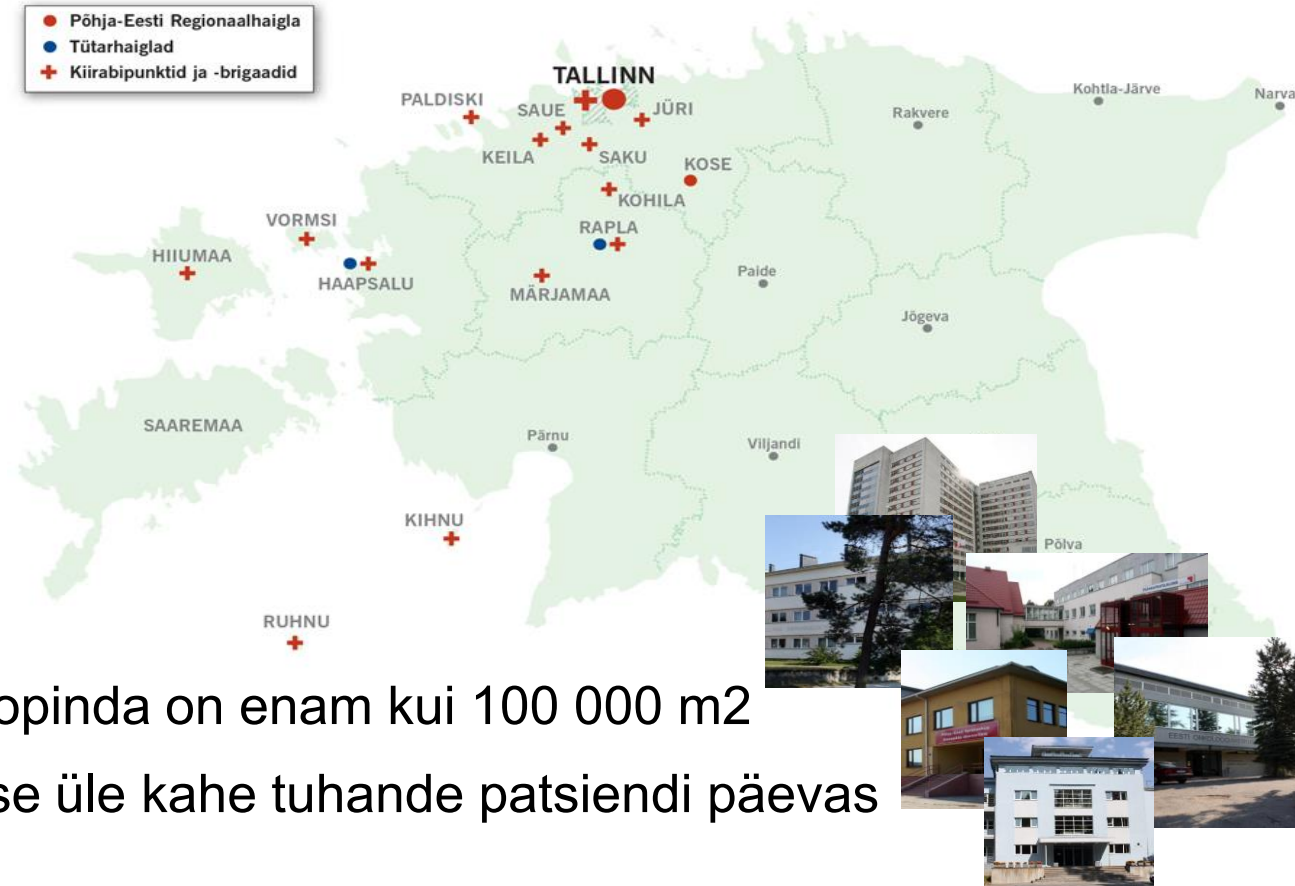 Põhja-Eesti Regionaalhaigla
Tütarhaiglad
Kiirabipunktid ja -brigaadid
TALLINN
PALDISKI
SAUE
JÜRI
KEILA
SAKU
KOSE
KOHILA
RAPLA
VORMSI
HIIUMAA
HAAPSALU
MÄRJAMAA
Rakvere
Kohtla-Järve
Narva
Paide
Jõgeva
SAAREMAA
Pärnu
Viljandi
KIHNU
Põlva
RUHNU
EESTI
opinda on enam kui 100 000 m2
se üle kahe tuhande patsiendi päevas